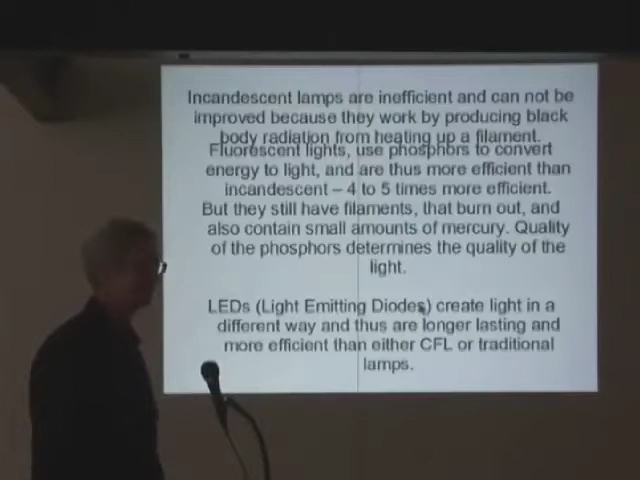 Incandescent lamps are inefficient and can not be
improved because they work by producing black
body radiation from heating up a filament.
Fluorescent lights, use phosphors to convert
energy to light, and are thus more efficient than
incandescent – 4 to 5 times more efficient.
But they still have filaments, that burn out, and
also contain small amounts of mercury. Quality
of the phosphors determines the quality of the
light.
LEDs (Light Emitting Diodes) create light in a
different way and thus are longer lasting and
more efficient than either CFL or traditional
lamps.